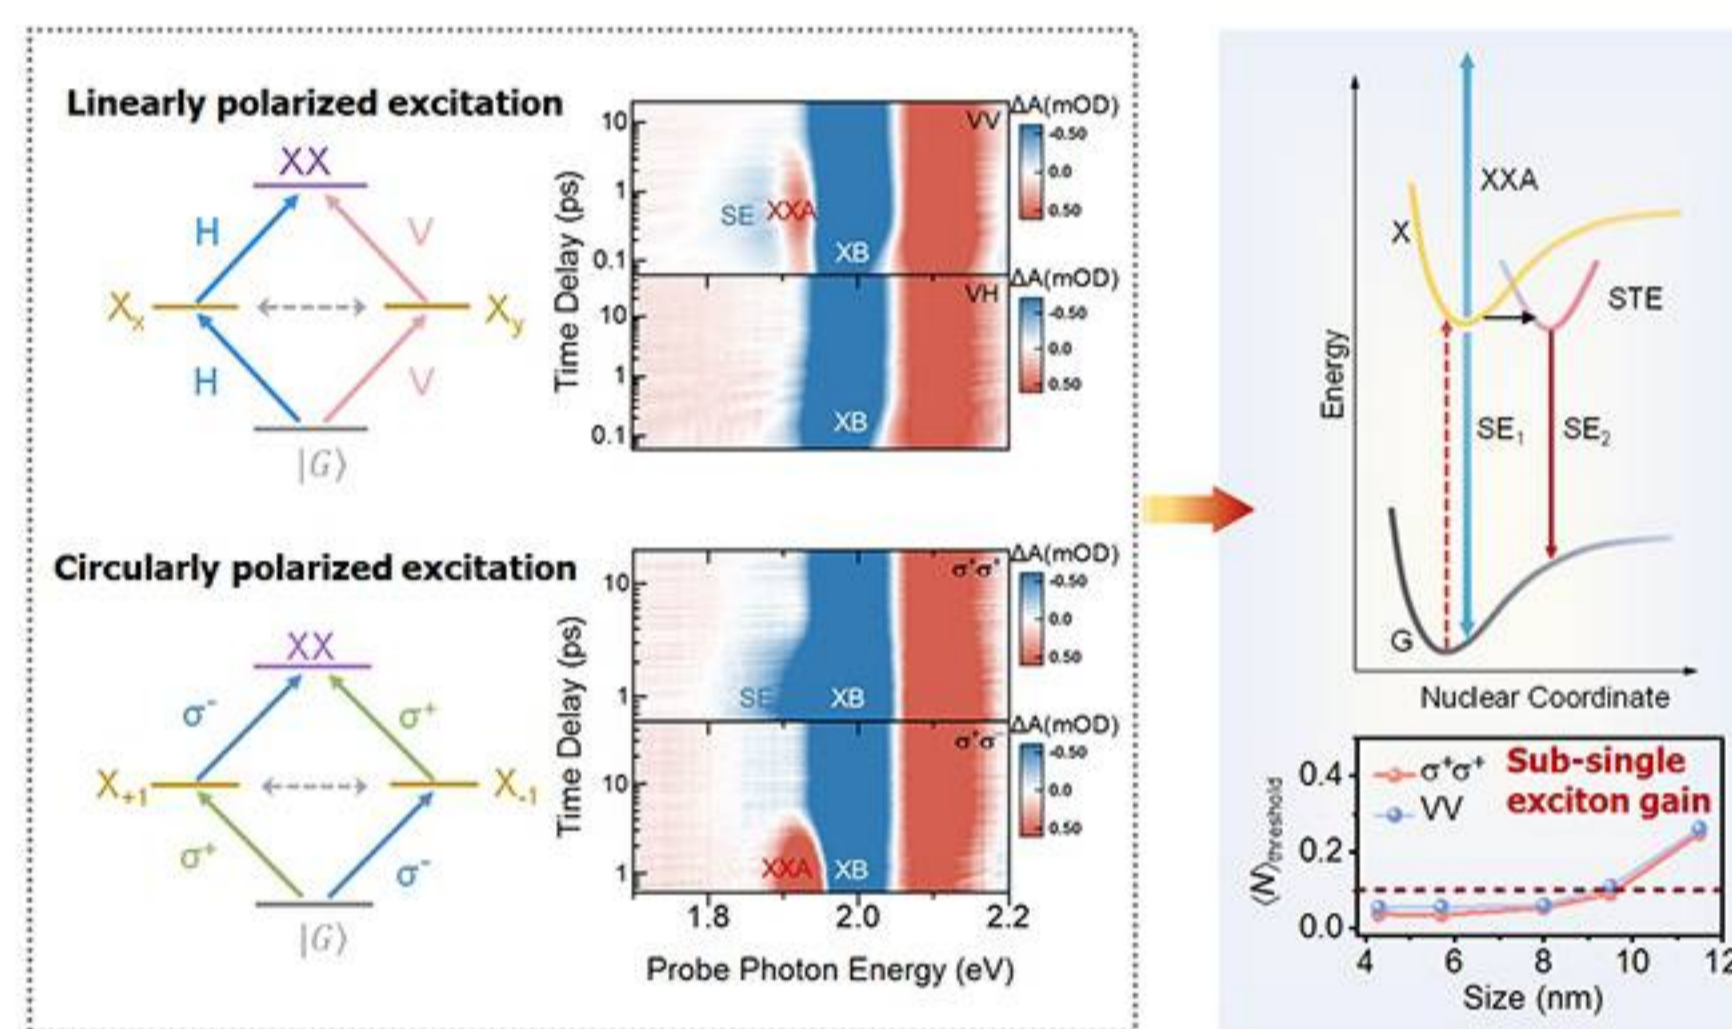 Linearly polarized excitation
XX
H
V
X_x
X_y
H
V
|G⟩
Time Delay (ps)
10
1
0.1
SE
XXA
XB
VV
ΔA(mOD)
-0.50
0.0
0.50
10
1
0.1
XB
VH
ΔA(mOD)
-0.50
0.0
0.50
Circularly polarized excitation
XX
σ⁻
σ⁺
X₊₁
X₋₁
σ⁺
σ⁻
|G⟩
Time Delay (ps)
10
1
SE
XB
σ⁺σ⁺
ΔA(mOD)
-0.50
0.0
0.50
10
1
XXA
XB
σ⁺σ⁻
ΔA(mOD)
-0.50
0.0
0.50
1.8
2.0
2.2
Probe Photon Energy (eV)
Energy
X
XXA
STE
SE₁
SE₂
G
Nuclear Coordinate
⟨N⟩threshold
0.4
0.2
0.0
σ⁺σ⁺
VV
Sub-single
exciton gain
4
6
8
10
12
Size (nm)